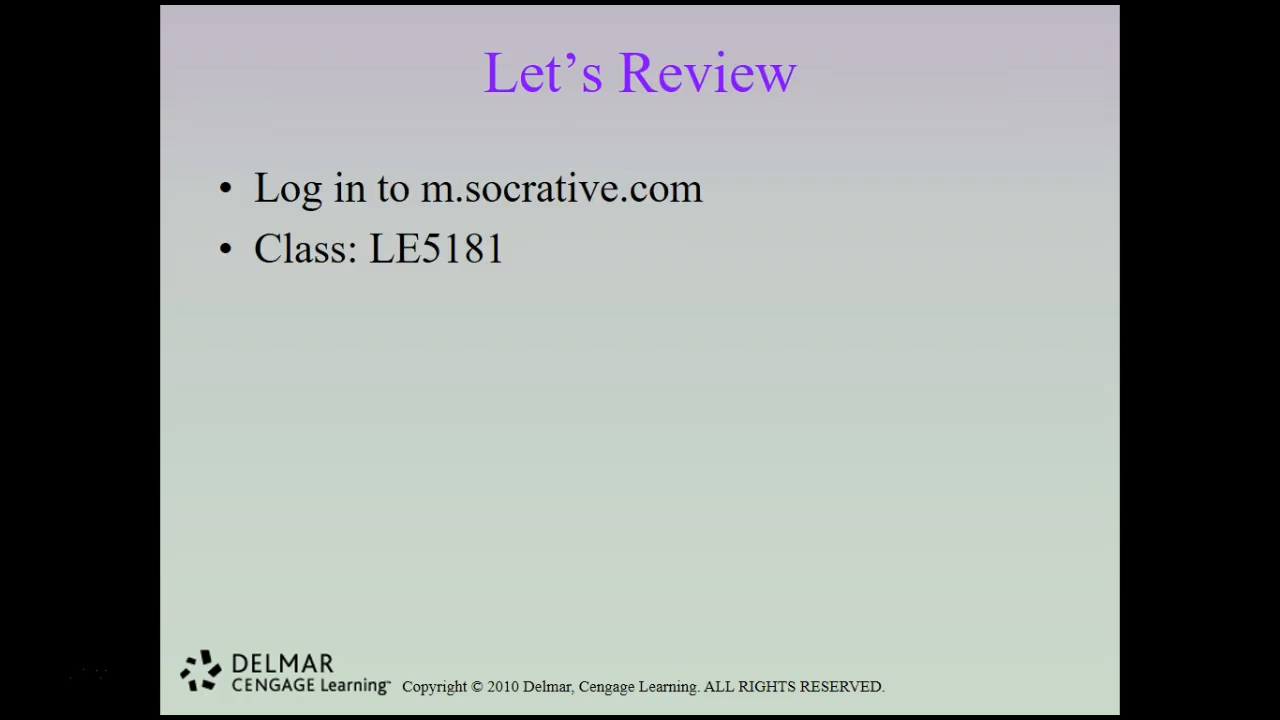 Let’s Review
• Log in to m.socrative.com
• Class: LE5181
DELMAR
CENGAGE Learning™
Copyright © 2010 Delmar, Cengage Learning. ALL RIGHTS RESERVED.